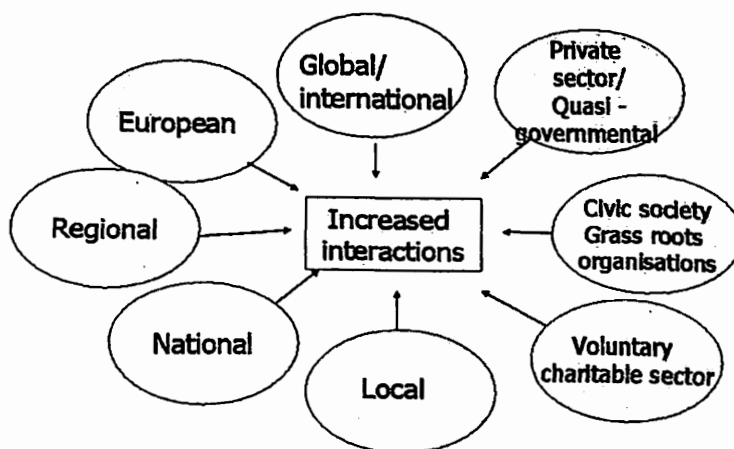 Global/
international
Private
sector/
Quasi -
governmental
European
Regional
Increased
interactions
Civic society
Grass roots
organisations
National
Local
Voluntary
charitable sector